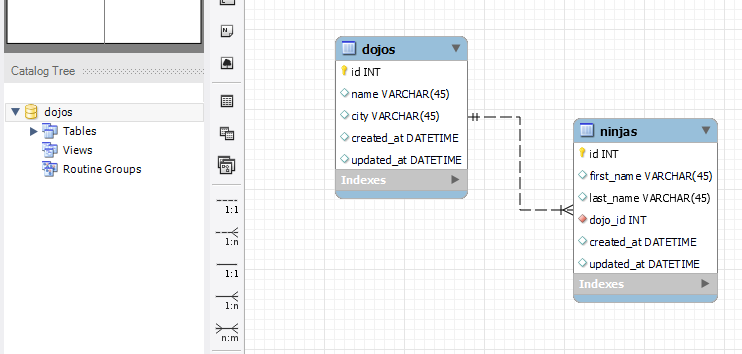 Catalog Tree
dojos
Tables
Views
Routine Groups
1:1
1:n
1:1
1:n
n:m
dojos
id INT
name VARCHAR(45)
city VARCHAR(45)
created_at DATETIME
updated_at DATETIME
Indexes
ninjas
id INT
first_name VARCHAR(45)
last_name VARCHAR(45)
dojo_id INT
created_at DATETIME
updated_at DATETIME
Indexes